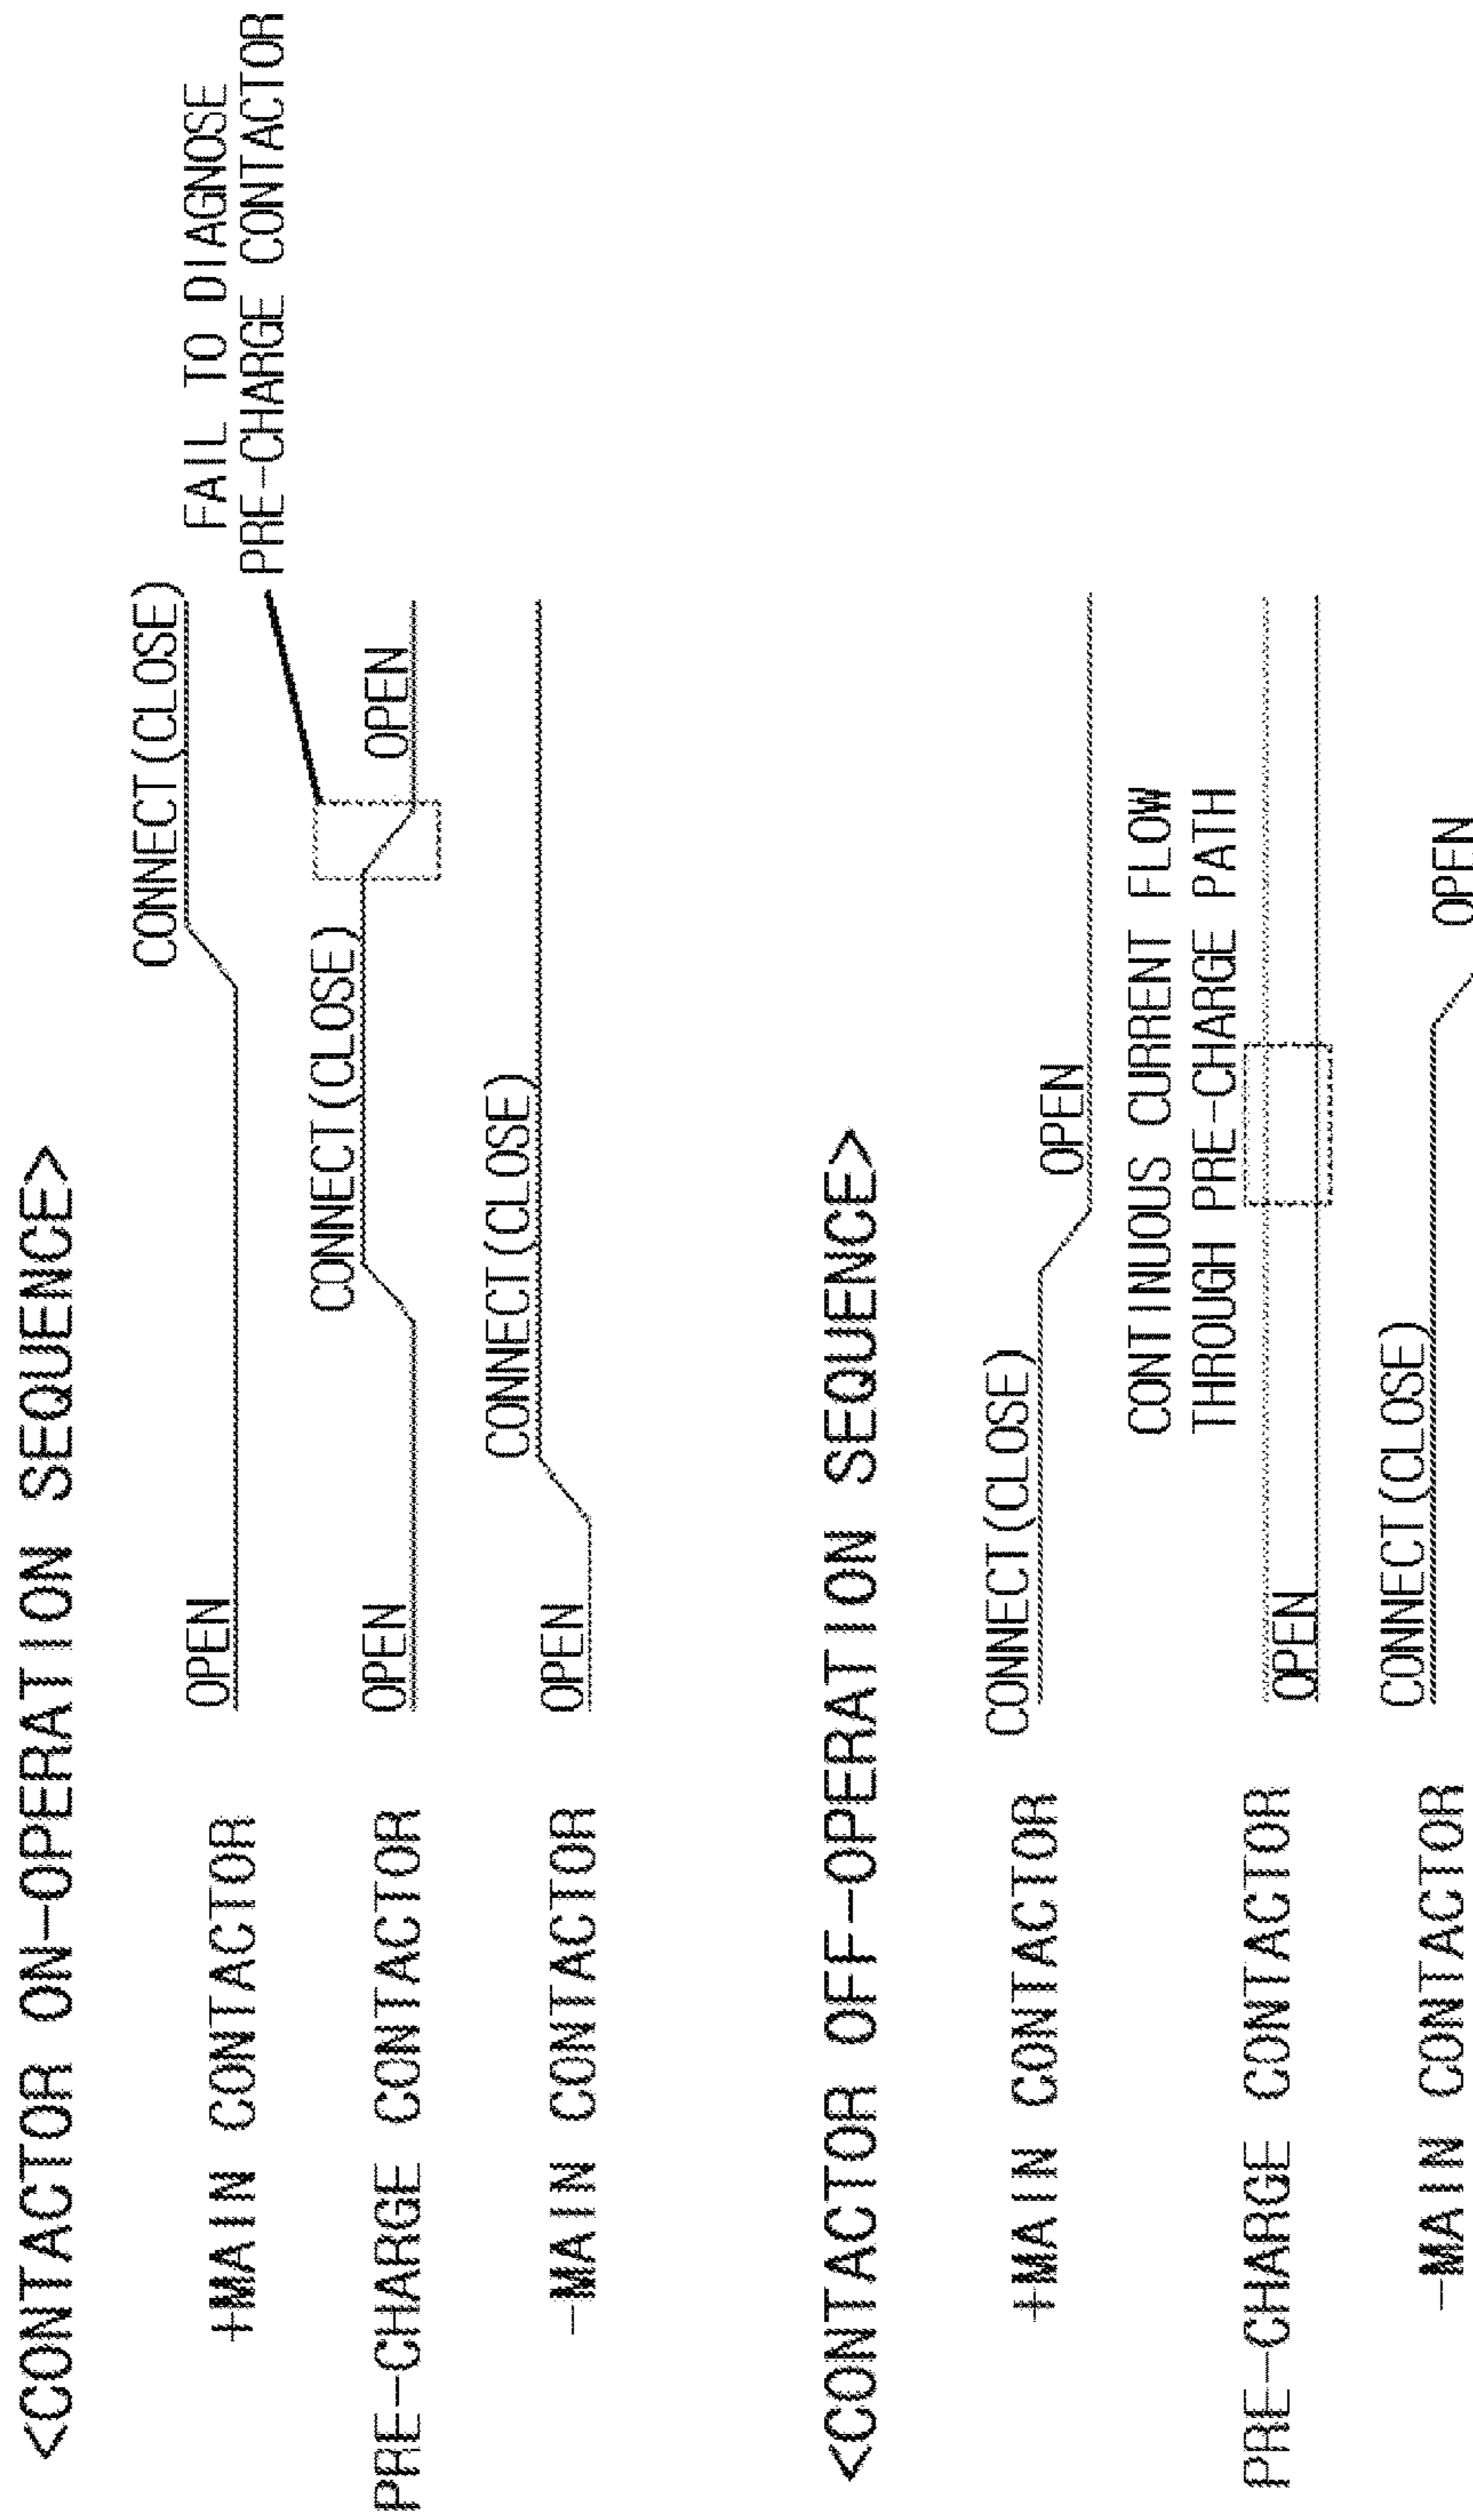 <CONTACTOR ON-OPERATION SEQUENCE>
+MAIN CONTACTOR
OPEN
CONNECT(CLOSE)
FAIL TO DIAGNOSE
PRE-CHARGE CONTACTOR
PRE-CHARGE CONTACTOR
OPEN
CONNECT(CLOSE)
OPEN
-MAIN CONTACTOR
OPEN
CONNECT(CLOSE)
<CONTACTOR OFF-OPERATION SEQUENCE>
+MAIN CONTACTOR
CONNECT(CLOSE)
OPEN
CONTINUOUS CURRENT FLOW
THROUGH PRE-CHARGE PATH
PRE-CHARGE CONTACTOR
OPEN
-MAIN CONTACTOR
CONNECT(CLOSE)
OPEN